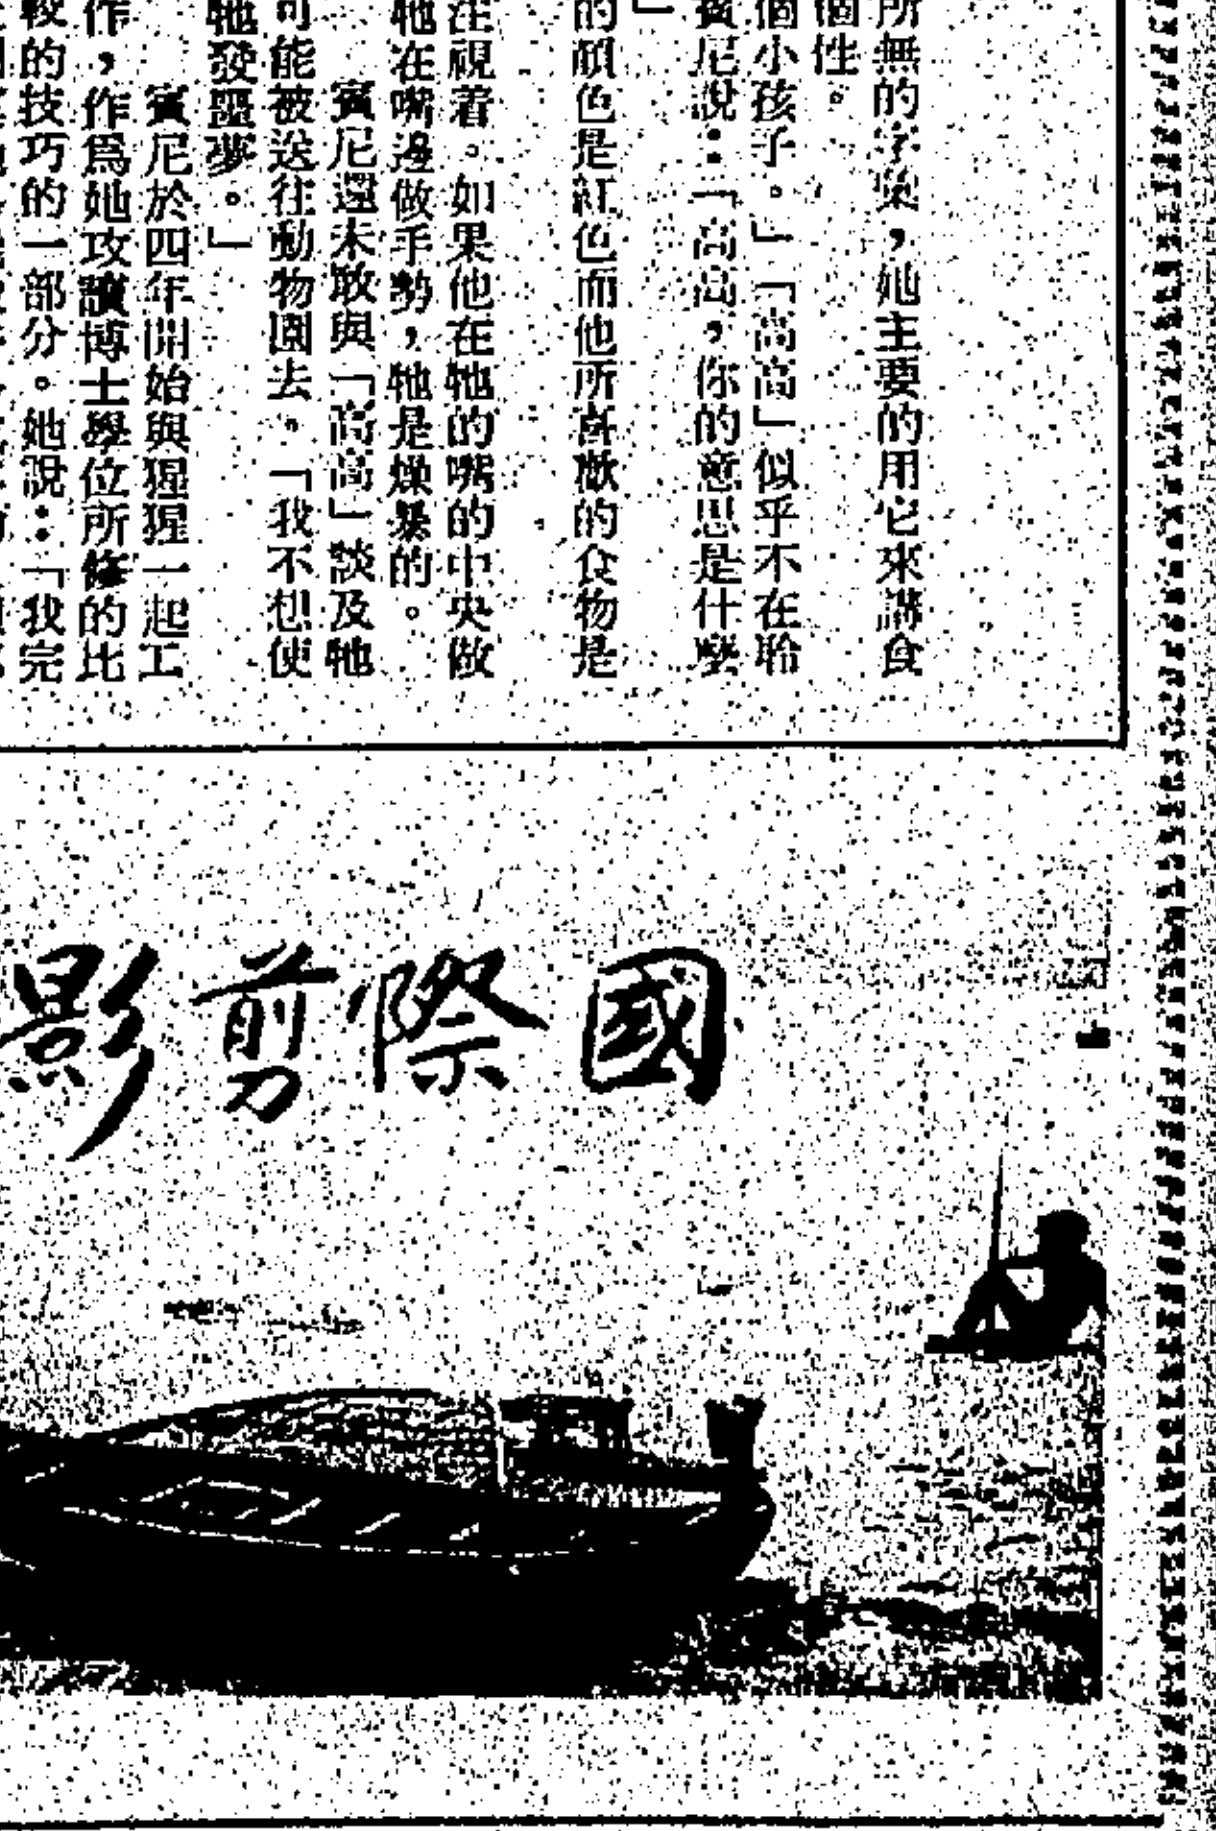 所無的字彙，她主要的用它來講食
個性。
個小孩子。」「高高」似乎不在聆
賓尼說：「高高，你的意思是什麼
」
的顏色是紅色而他所喜歡的食物是
注視着。如果他在牠的嘴的中央做
牠在嘴邊做手勢，牠是燥暴的。
賓尼還未敢與「高高」談及牠
可能被送往動物園去。「我不想使
牠發噩夢。」
賓尼於四年開始與猩猩一起工
作，作爲她攻讀博士學位所修的比
較的技巧的一部分。她說：「我完
國際剪影